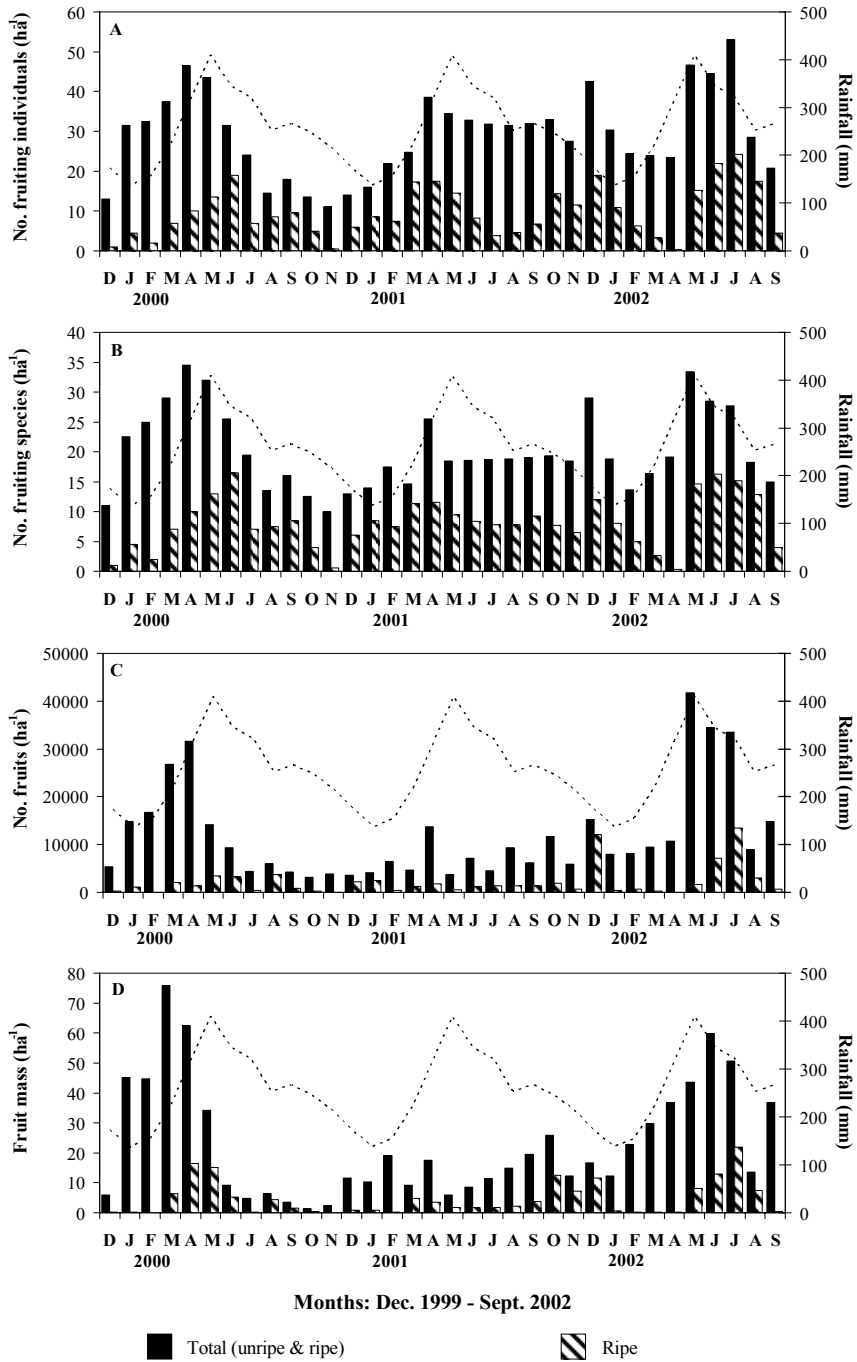 A
No. fruiting individuals (ha-1)
60
50
40
30
20
10
0
500
400
300
200
100
0
Rainfall (mm)
D J F M A M J J A S O N D J F M A M J J A S O N D J F M A M J J A S
2000 2001 2002
B
No. fruiting species (ha-1)
40
35
30
25
20
15
10
5
0
500
400
300
200
100
0
Rainfall (mm)
D J F M A M J J A S O N D J F M A M J J A S O N D J F M A M J J A S
2000 2001 2002
C
No. fruits (ha-1)
50000
40000
30000
20000
10000
0
500
400
300
200
100
0
Rainfall (mm)
D J F M A M J J A S O N D J F M A M J J A S O N D J F M A M J J A S
2000 2001 2002
D
Fruit mass (ha-1)
80
70
60
50
40
30
20
10
0
500
400
300
200
100
0
Rainfall (mm)
D J F M A M J J A S O N D J F M A M J J A S O N D J F M A M J J A S
2000 2001 2002
Months: Dec. 1999 - Sept. 2002
Total (unripe & ripe) Ripe